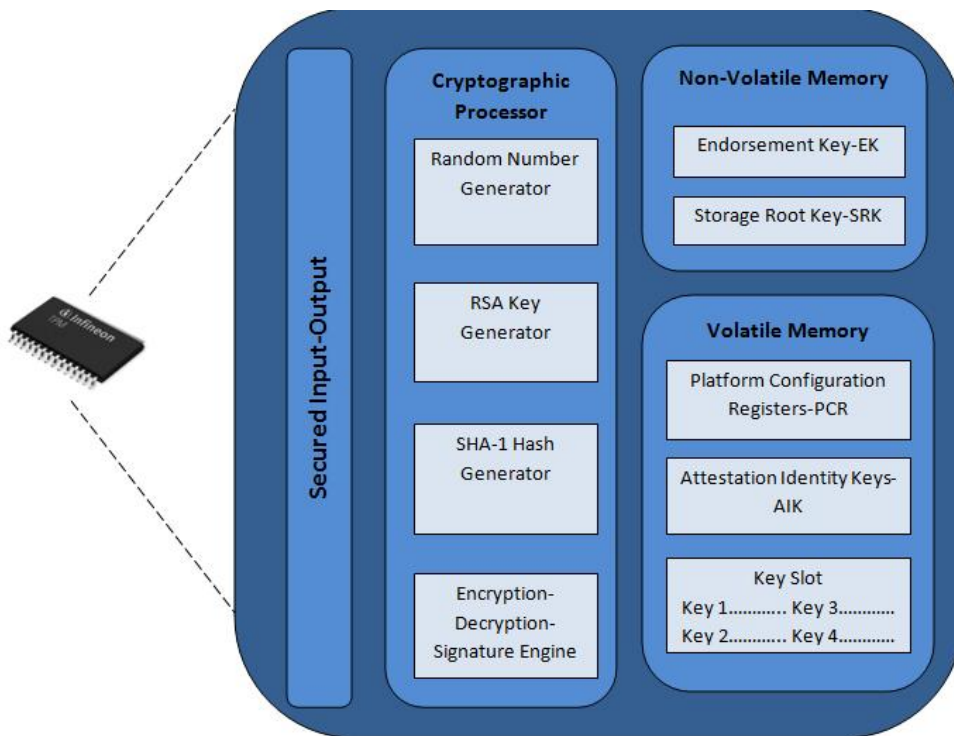 Infineon
TPM
Secured Input-Output
Cryptographic
Processor
Random Number
Generator
RSA Key
Generator
SHA-1 Hash
Generator
Encryption-
Decryption-
Signature Engine
Non-Volatile Memory
Endorsement Key-EK
Storage Root Key-SRK
Volatile Memory
Platform Configuration
Registers-PCR
Attestation Identity Keys-
AIK
Key Slot
Key 1............ Key 3...........
Key 2............ Key 4...........